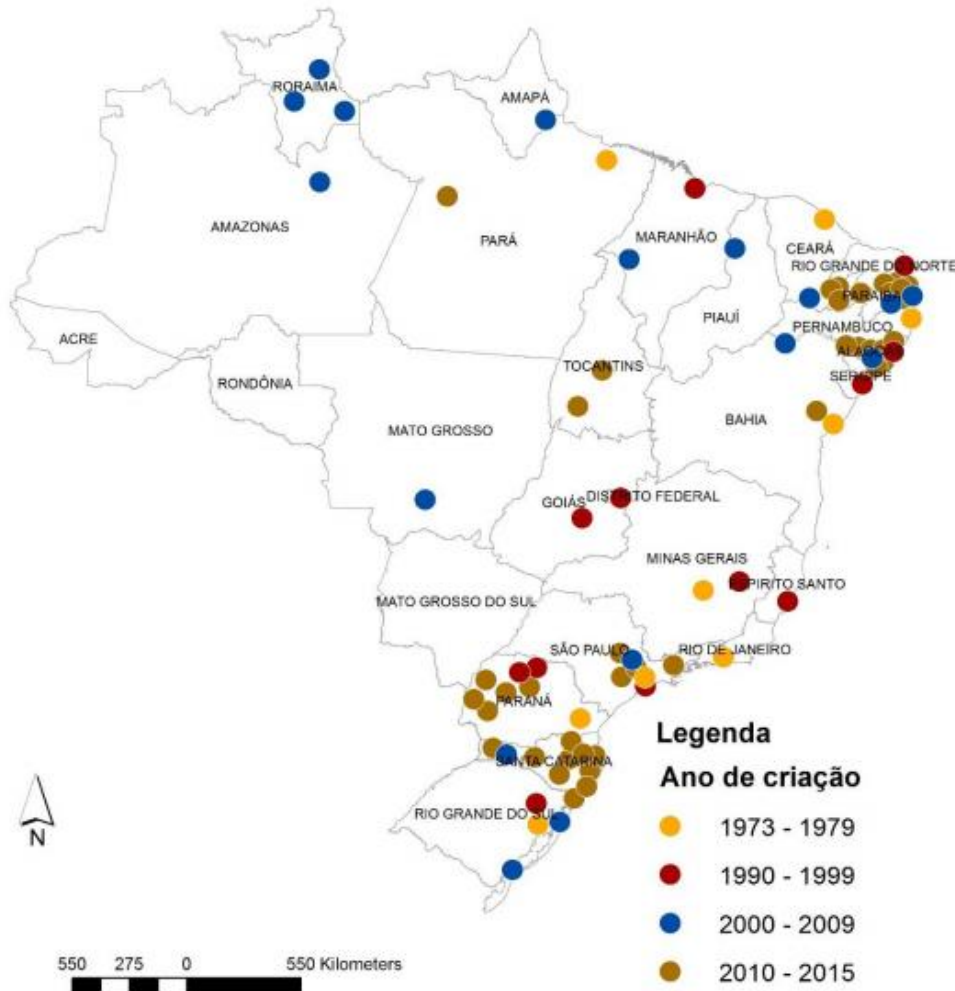 RORAIMA
AMAPÁ
AMAZONAS
PARÁ
MARANHÃO
CEARÁ
RIO GRANDE DO NORTE
PARAÍBA
PIAUÍ
PERNAMBUCO
ACRE
ALAGOAS
TOCANTINS
SERGIPE
RONDÔNIA
BAHIA
MATO GROSSO
GOIÁS
DISTRITO FEDERAL
MINAS GERAIS
ESPIRITO SANTO
MATO GROSSO DO SUL
SÃO PAULO
RIO DE JANEIRO
PARANÁ
SANTA CATARINA
RIO GRANDE DO SUL
N
Legenda
Ano de criação
1973 - 1979
1990 - 1999
2000 - 2009
2010 - 2015
550 275 0 550 Kilometers